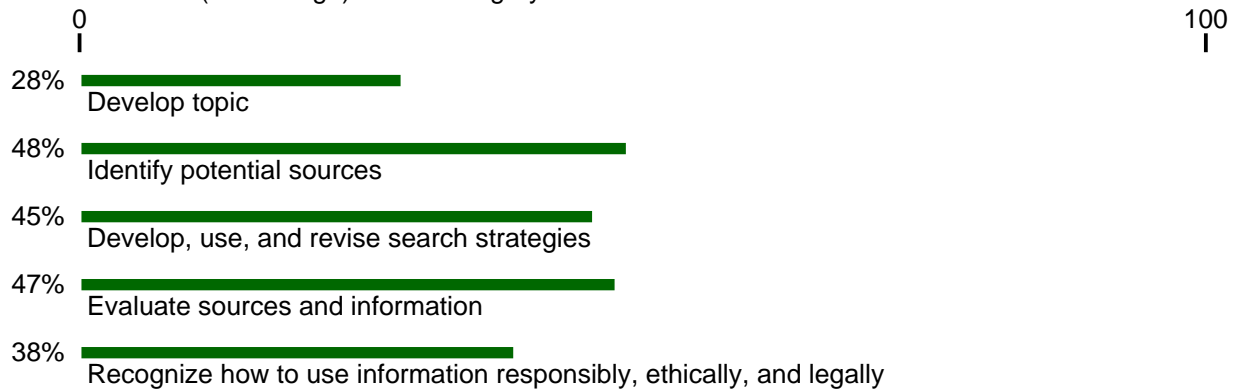 0 100
28%
Develop topic
48%
Identify potential sources
45%
Develop, use, and revise search strategies
47%
Evaluate sources and information
38%
Recognize how to use information responsibly, ethically, and legally